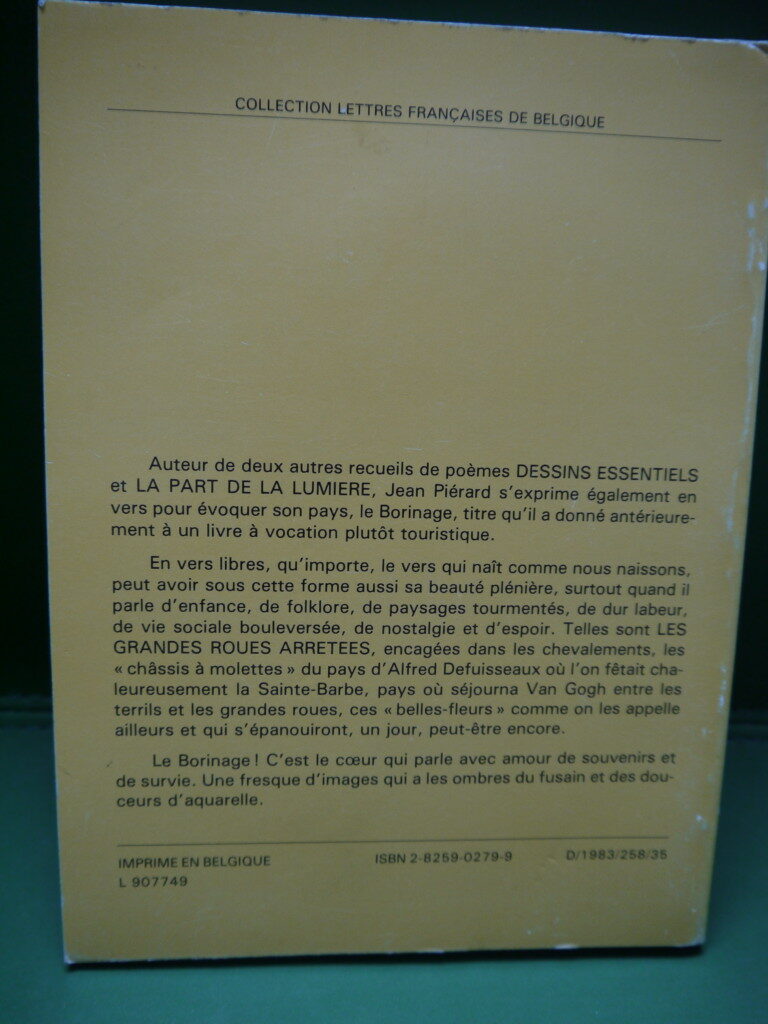 COLLECTION LETTRES FRANÇAISES DE BELGIQUE
Auteur de deux autres recueils de poèmes DESSINS ESSENTIELS
et LA PART DE LA LUMIERE, Jean Piérard s'exprime également en
vers pour évoquer son pays, le Borinage, titre qu'il a donné antérieure-
ment à un livre à vocation plutôt touristique.
En vers libres, qu'importe, le vers qui naît comme nous naissons,
peut avoir sous cette forme aussi sa beauté plénière, surtout quand il
parle d'enfance, de folklore, de paysages tourmentés, de dur labeur,
de vie sociale bouleversée, de nostalgie et d'espoir. Telles sont LES
GRANDES ROUES ARRETEES, encagées dans les chevalements, les
« châssis à molettes » du pays d'Alfred Defuisseaux où l'on fêtait cha-
leureusement la Sainte-Barbe, pays où séjourna Van Gogh entre les
terrils et les grandes roues, ces « belles-fleurs » comme on les appelle
ailleurs et qui s'épanouiront, un jour, peut-être encore.
Le Borinage ! C'est le cœur qui parle avec amour de souvenirs et
de survie. Une fresque d'images qui a les ombres du fusain et des dou-
ceurs d'aquarelle.
IMPRIME EN BELGIQUE ISBN 2-8259-0279-9 D/1983/258/35
L 907749